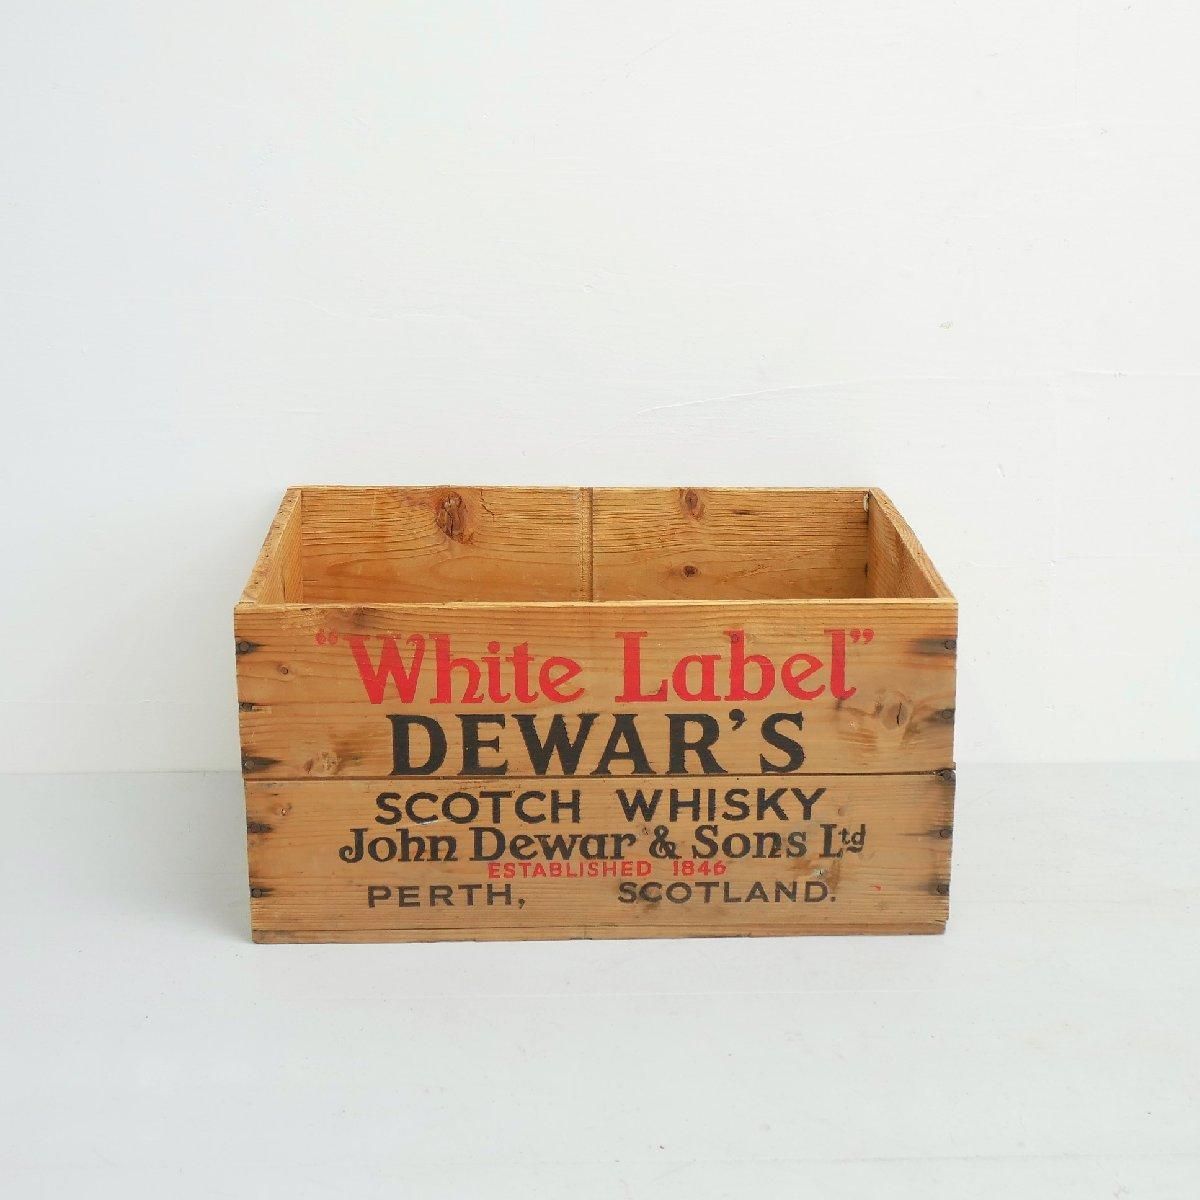 “White Label”
DEWAR’S
SCOTCH WHISKY
John Dewar & Sons Ltd
ESTABLISHED 1846
PERTH, SCOTLAND.